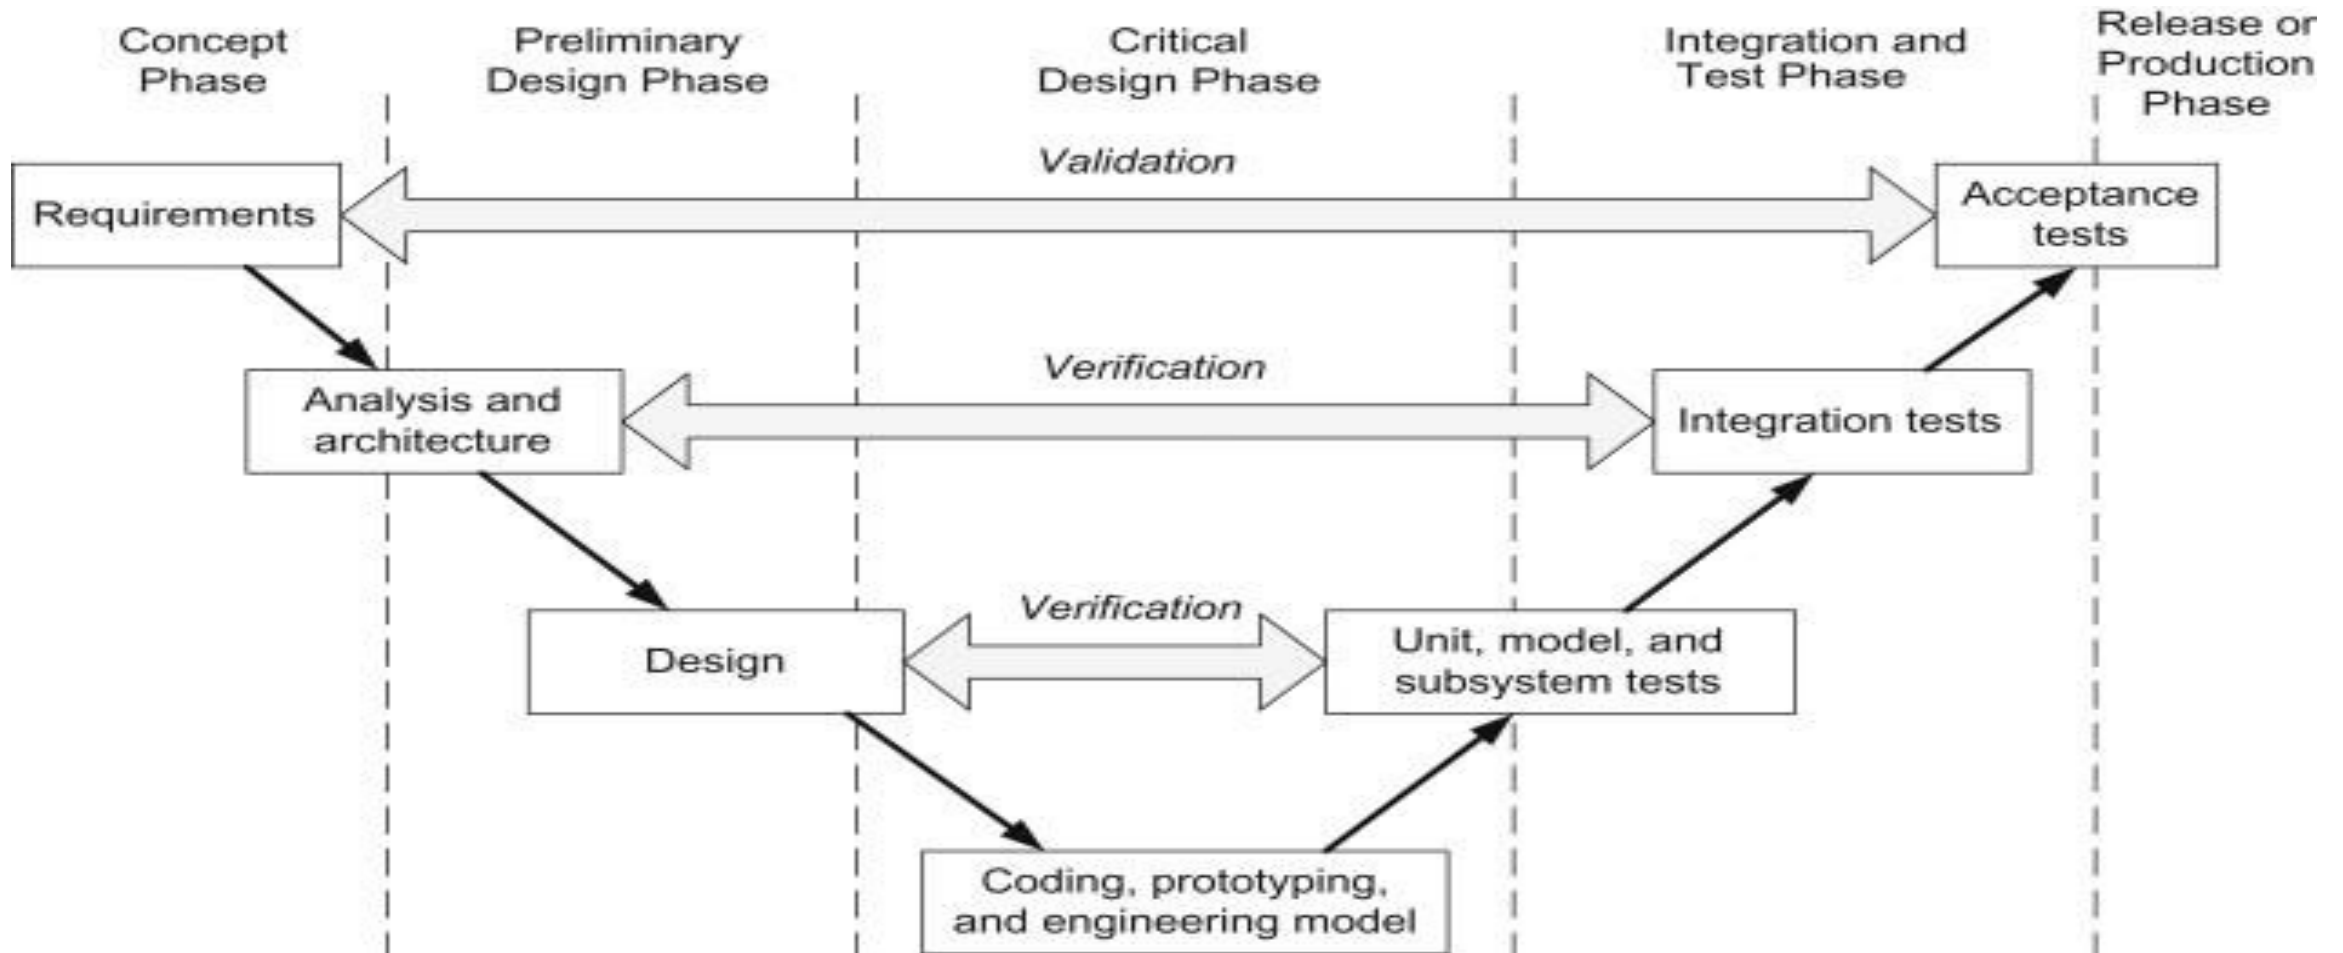 Concept
Phase
Preliminary
Design Phase
Critical
Design Phase
Integration and
Test Phase
Release or
Production
Phase
Validation
Requirements
Acceptance
tests
Verification
Analysis and
architecture
Integration tests
Verification
Design
Unit, model, and
subsystem tests
Coding, prototyping,
and engineering model